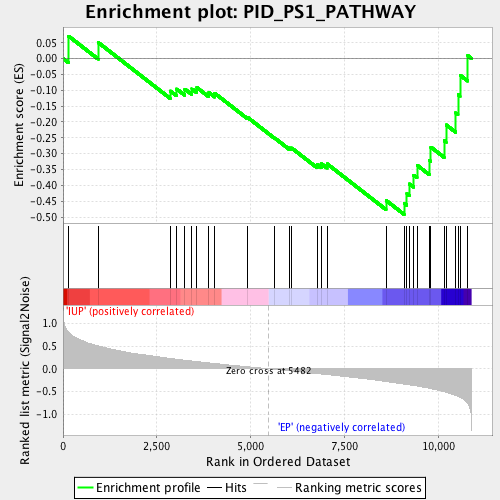 Enrichment plot: PID_PS1_PATHWAY
Enrichment score (ES)
0.05
0.00
-0.05
-0.10
-0.15
-0.20
-0.25
-0.30
-0.35
-0.40
-0.45
-0.50
'IUP' (positively correlated)
Ranked list metric (Signal2Noise)
1.0
0.5
0.0
-0.5
-1.0
Zero cross at 5482
'EP' (negatively correlated)
0
2,500
5,000
7,500
10,000
Rank in Ordered Dataset
Enrichment profile
Hits
Ranking metric scores